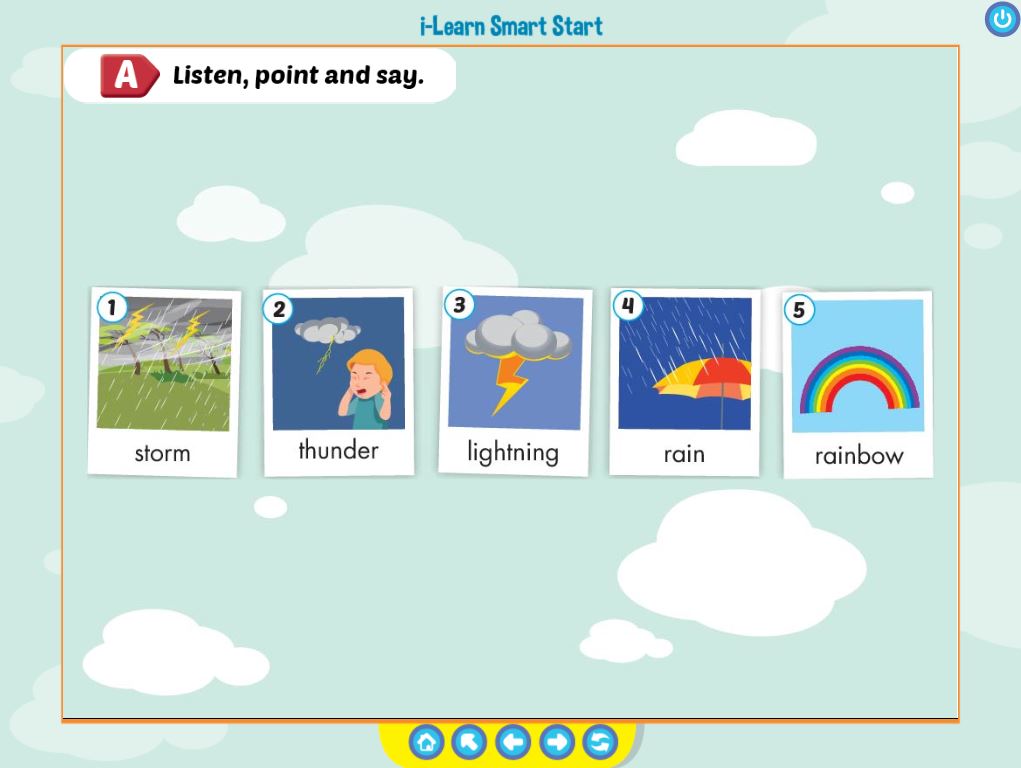 i-Learn Smart Start
A Listen, point and say.
1
2
3
4
5
storm
thunder
lightning
rain
rainbow